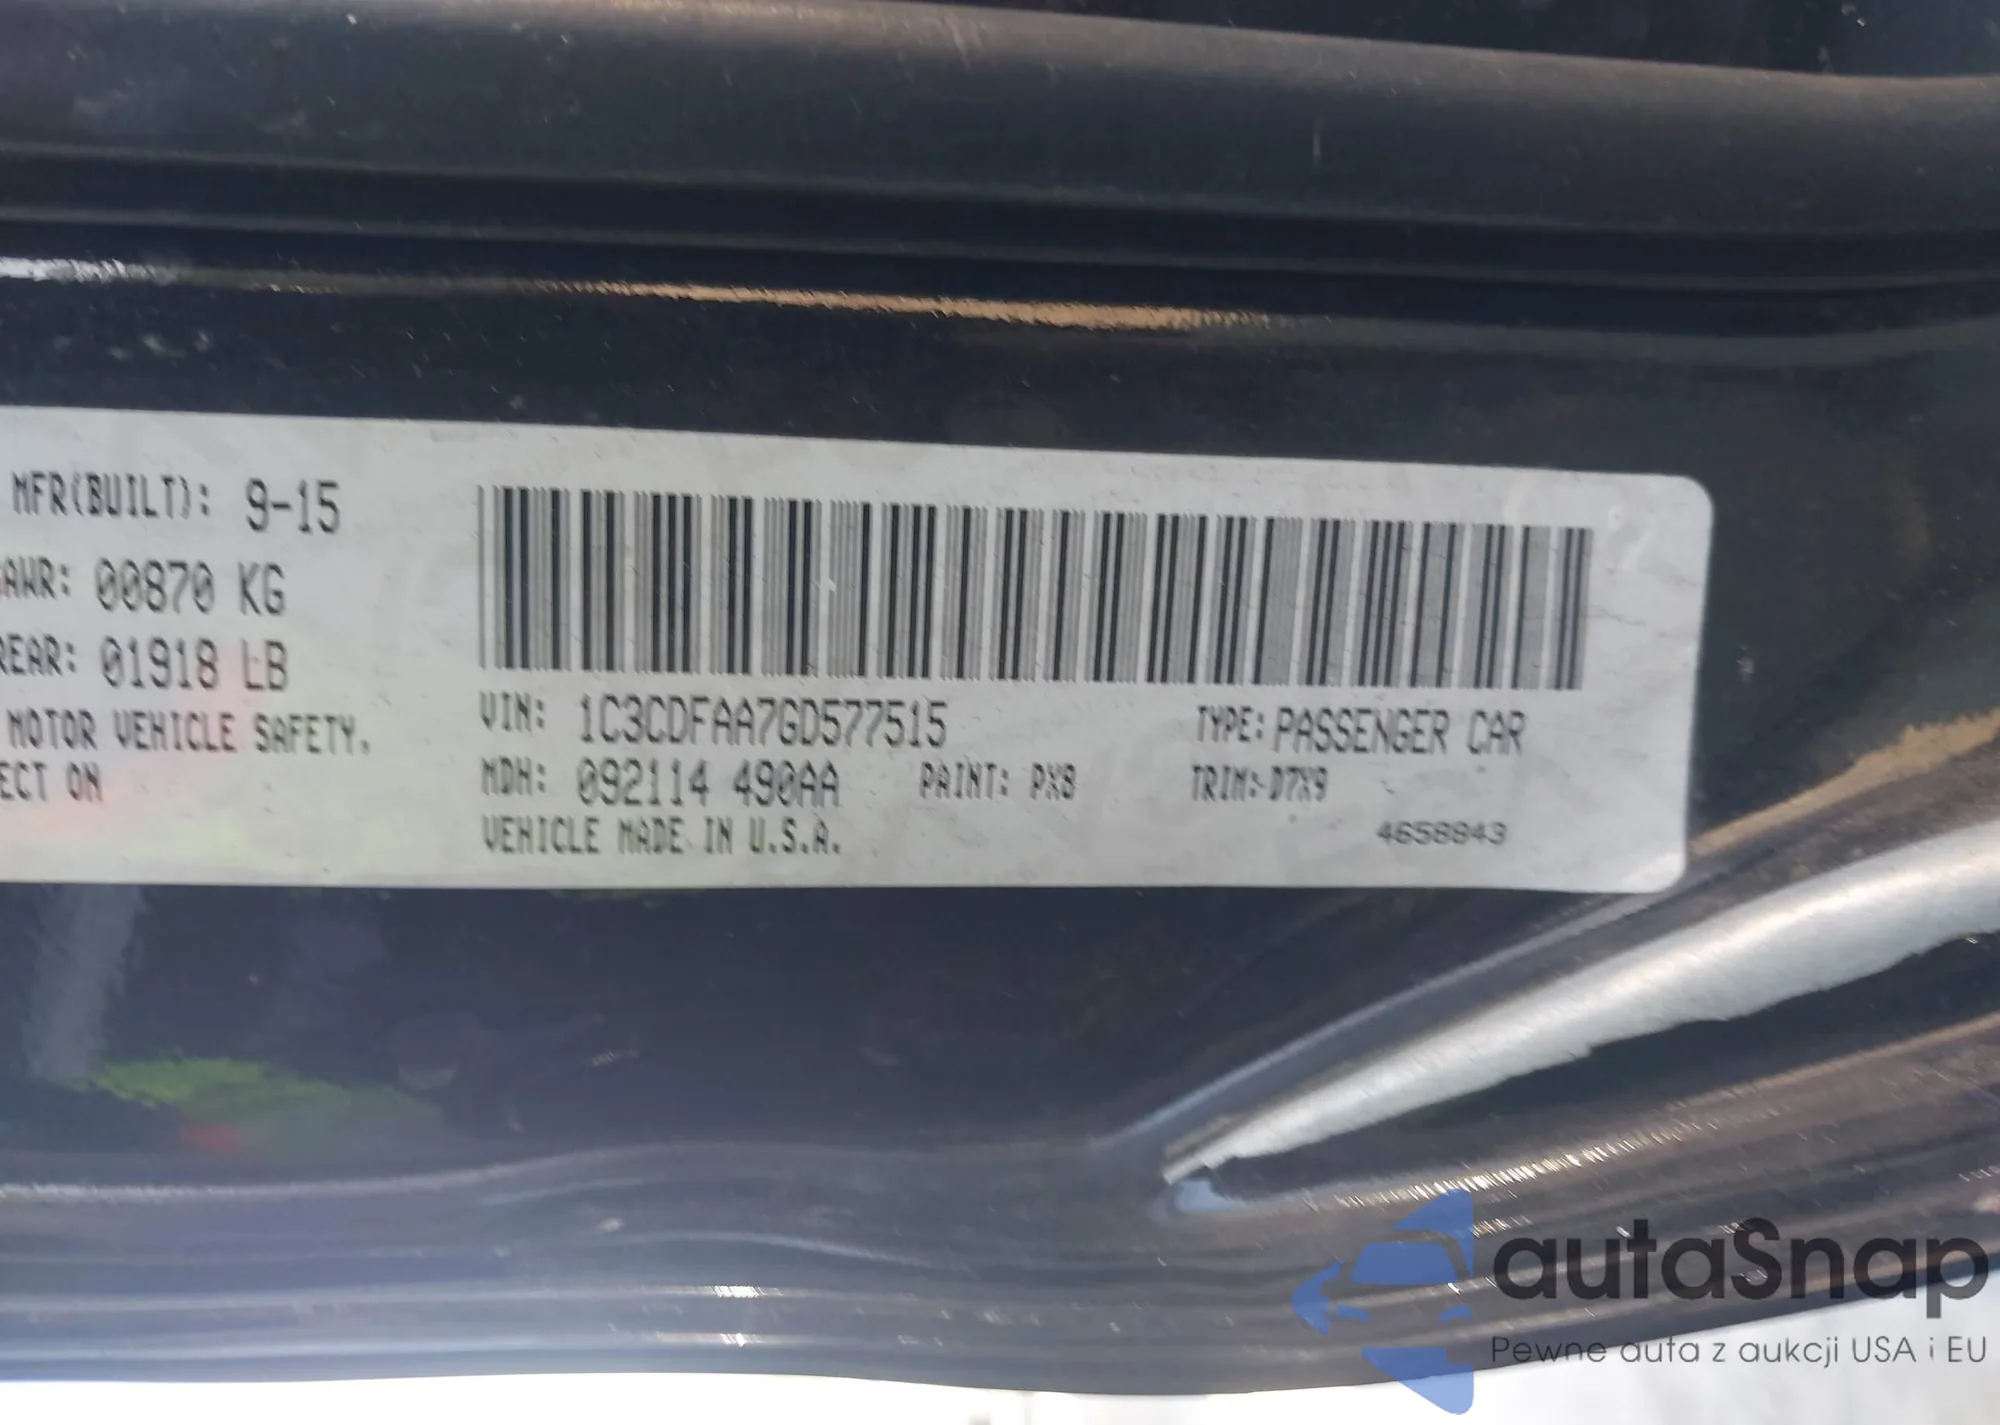 MFR(BUILT): 9-15
GAWR: 00870 KG
REAR: 01918 LB
MOTOR VEHICLE SAFETY.
ECT ON
VIN: 1C3CDFAA7GD577515
TYPE: PASSENGER CAR
MDH: 092114 490AA
PAINT: PX8
TRIM: D7X9
VEHICLE MADE IN U.S.A.
4658843
autaSnap
Pewne auta z aukcji USA i EU